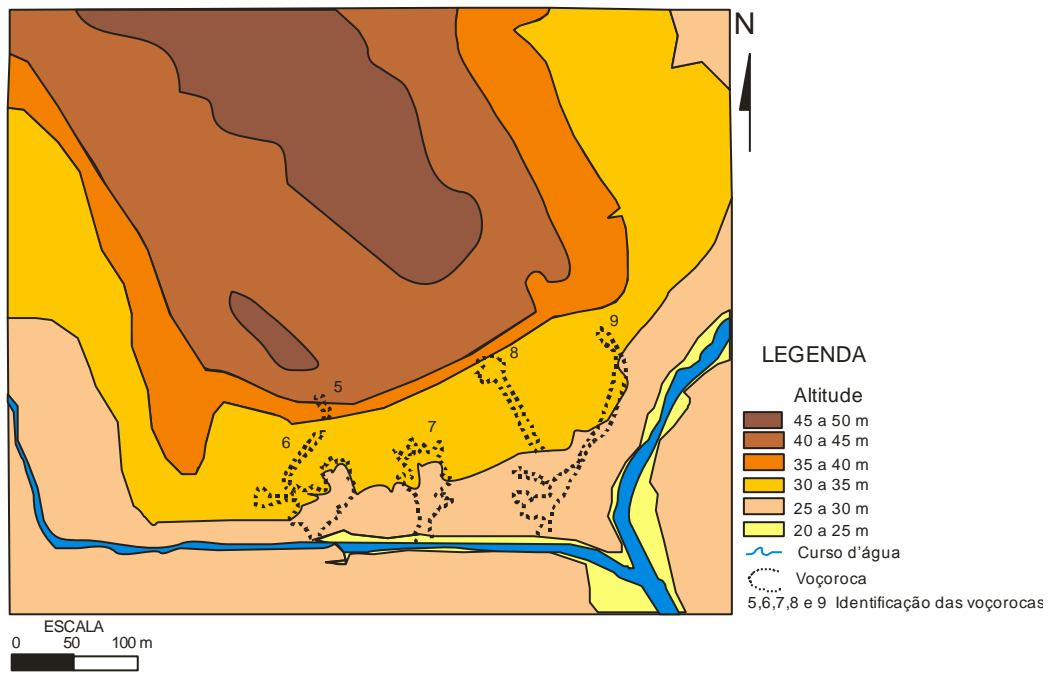 N
5
6
7
8
9
LEGENDA
Altitude
45 a 50 m
40 a 45 m
35 a 40 m
30 a 35 m
25 a 30 m
20 a 25 m
Curso d'água
Voçoroca
5,6,7,8 e 9 Identificação das voçorocas
ESCALA
0 50 100 m